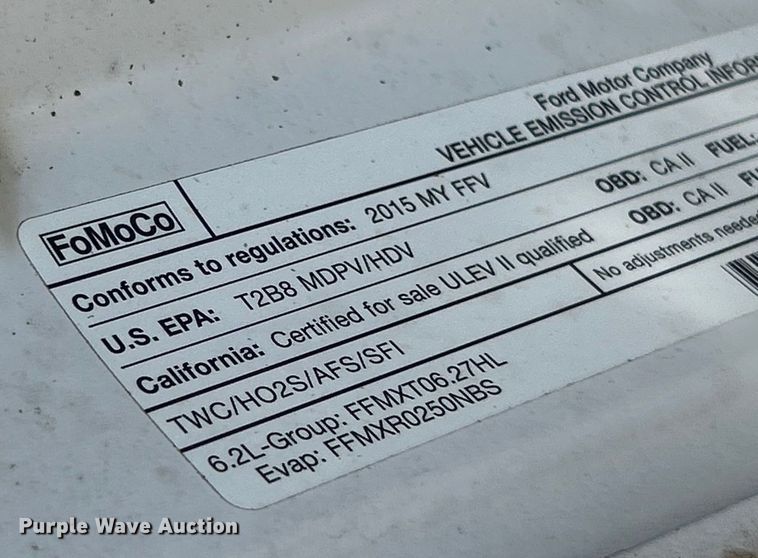 Ford Motor Company
VEHICLE EMISSION CONTROL
FoMoCo
Conforms to regulations: 2015 MY FFV
U.S. EPA: T2B8 MDPV/HDV OBD: CA II FUEL:
California: Certified for sale ULEV II qualified OBD: CA II
TWC/HO2S/AFS/SFI No adjustments needed
6.2L-Group: FFMXT06.27HL
Evap: FFMXR0250NBS
Purple Wave Auction